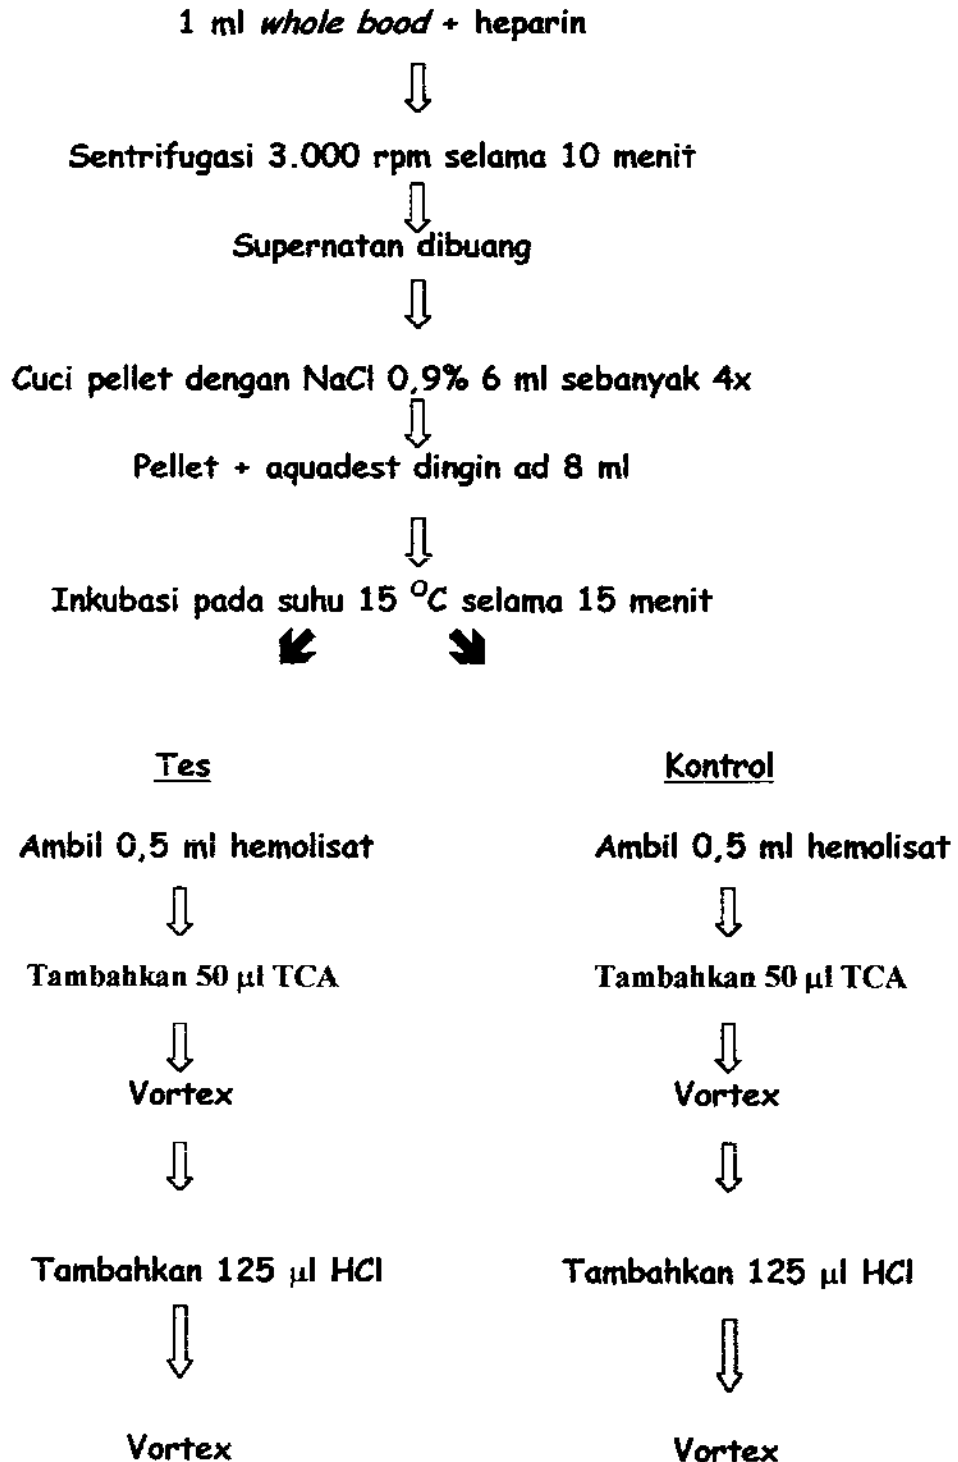 1 ml whole bood + heparin
Sentrifugasi 3.000 rpm selama 10 menit
Supernatan dibuang
Cuci pellet dengan NaCl 0,9% 6 ml sebanyak 4x
Pellet + aquadest dingin ad 8 ml
Inkubasi pada suhu 15 °C selama 15 menit
Tes
Ambil 0,5 ml hemolisat
Tambahkan 50 µl TCA
Vortex
Tambahkan 125 µl HCl
Vortex
Kontrol
Ambil 0,5 ml hemolisat
Tambahkan 50 µl TCA
Vortex
Tambahkan 125 µl HCl
Vortex